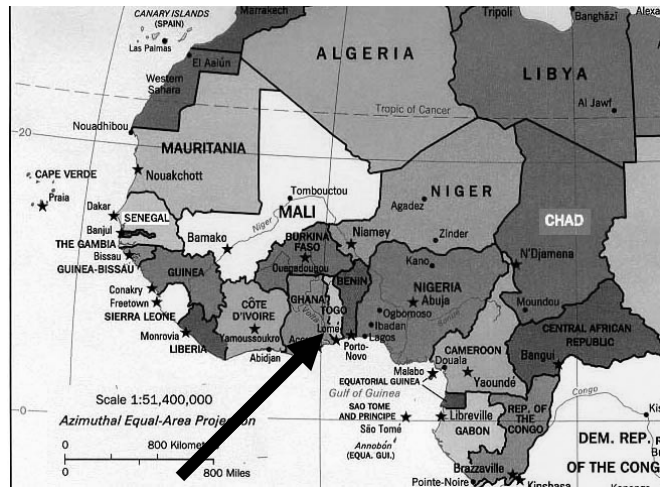 CANARY ISLANDS
(SPAIN)
Las Palmas
Marrakech
Tripoli
Banghāzī
El Aaiún
Western
Sahara
ALGERIA
LIBYA
Al Jawf
Tropic of Cancer
Nouadhibou
20
MAURITANIA
Nouakchott
CAPE VERDE
Praia
Tombouctou
Agadez
NIGER
CHAD
Dakar
SENEGAL
MALI
Niger
Zinder
Banjul
THE GAMBIA
Bamako
Niamey
BURKINA
FASO
Ouagadougou
Kano
N'Djamena
Bissau
GUINEA-BISSAU
GUINEA
BENIN
NIGERIA
Abuja
Moundou
Conakry
Freetown
SIERRA LEONE
CÔTE
D'IVOIRE
Yamoussoukro
GHANA
TOGO
Volta
Lomé
Ogbomoso
Ibadan
Lagos
Benue
CENTRAL AFRICAN
REPUBLIC
Monrovia
LIBERIA
Abidjan
Porto-
Novo
CAMEROON
Douala
Bangui
Malabo
Yaoundé
EQUATORIAL GUINEA
Gulf of Guinea
Scale 1:51,400,000
Azimuthal Equal-Area
0
SAO TOME
AND PRINCIPE
São Tomé
Libreville
GABON
REP. OF
THE
CONGO
Congo
0
800
0
800 Miles
Annobón
(EQUA. GUI.)
DEM. REP.
OF THE
Brazzaville
Pointe-Noire
Kinshasa